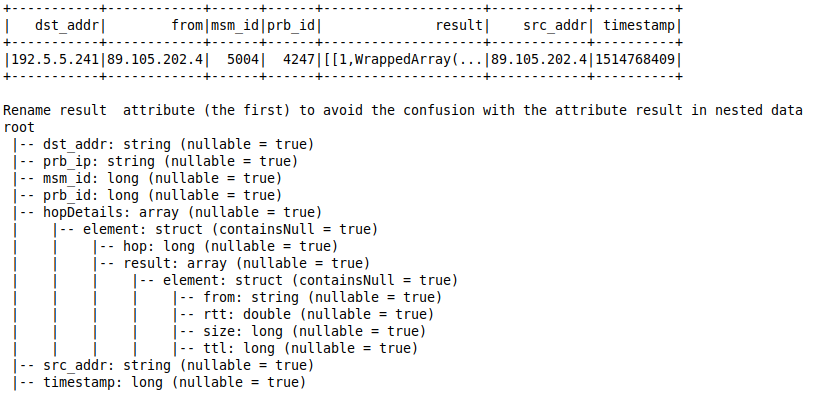 +-----------+------------+------+------+--------------------+------------+----------+
|   dst_addr|        from|msm_id|prb_id|              result|    src_addr| timestamp|
+-----------+------------+------+------+--------------------+------------+----------+
|192.5.5.241|89.105.202.4|  5004|  4247|[[1,WrappedArray(...|89.105.202.4|1514768409|
+-----------+------------+------+------+--------------------+------------+----------+

Rename result  attribute (the first) to avoid the confusion with the attribute result in nested data
root
 |-- dst_addr: string (nullable = true)
 |-- prb_ip: string (nullable = true)
 |-- msm_id: long (nullable = true)
 |-- prb_id: long (nullable = true)
 |-- hopDetails: array (nullable = true)
 |    |-- element: struct (containsNull = true)
 |    |    |-- hop: long (nullable = true)
 |    |    |-- result: array (nullable = true)
 |    |    |    |-- element: struct (containsNull = true)
 |    |    |    |    |-- from: string (nullable = true)
 |    |    |    |    |-- rtt: double (nullable = true)
 |    |    |    |    |-- size: long (nullable = true)
 |    |    |    |    |-- ttl: long (nullable = true)
 |-- src_addr: string (nullable = true)
 |-- timestamp: long (nullable = true)